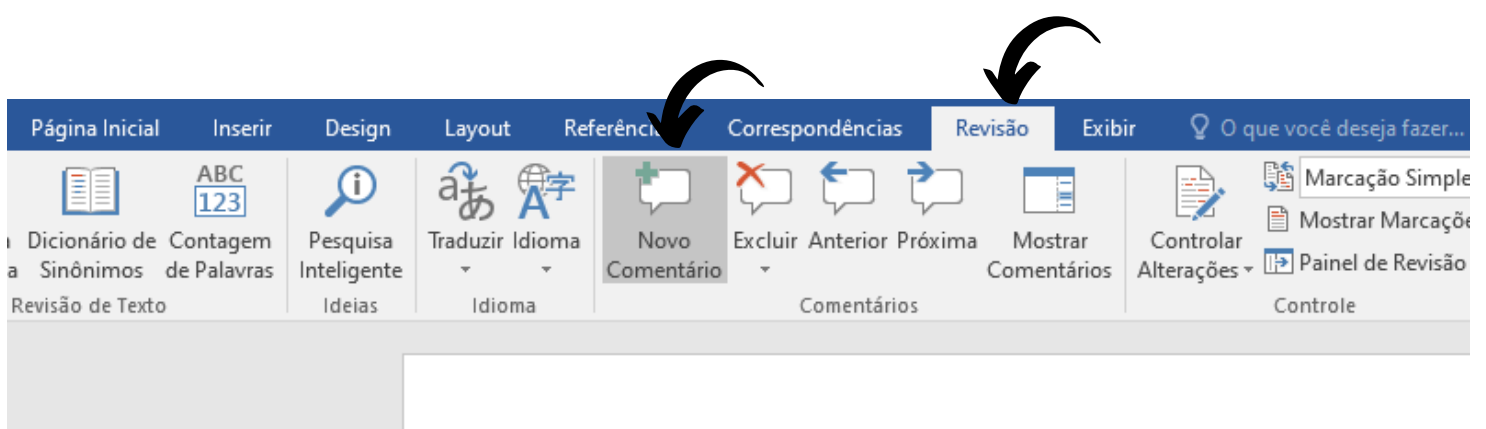 Página Inicial Inserir Design Layout Correspondências Revisão Exibir O que você deseja fazer...
ABC
123
Dicionário de Sinônimos
Contagem de Palavras
Pesquisa Inteligente
Traduzir
Idioma
Novo Comentário
Excluir
Anterior
Próxima
Mostrar Comentários
Controlar Alterações
Marcação Simple
Mostrar Marcaçõe
Painel de Revisão
Revisão de Texto
Ideias
Idioma
Comentários
Controle